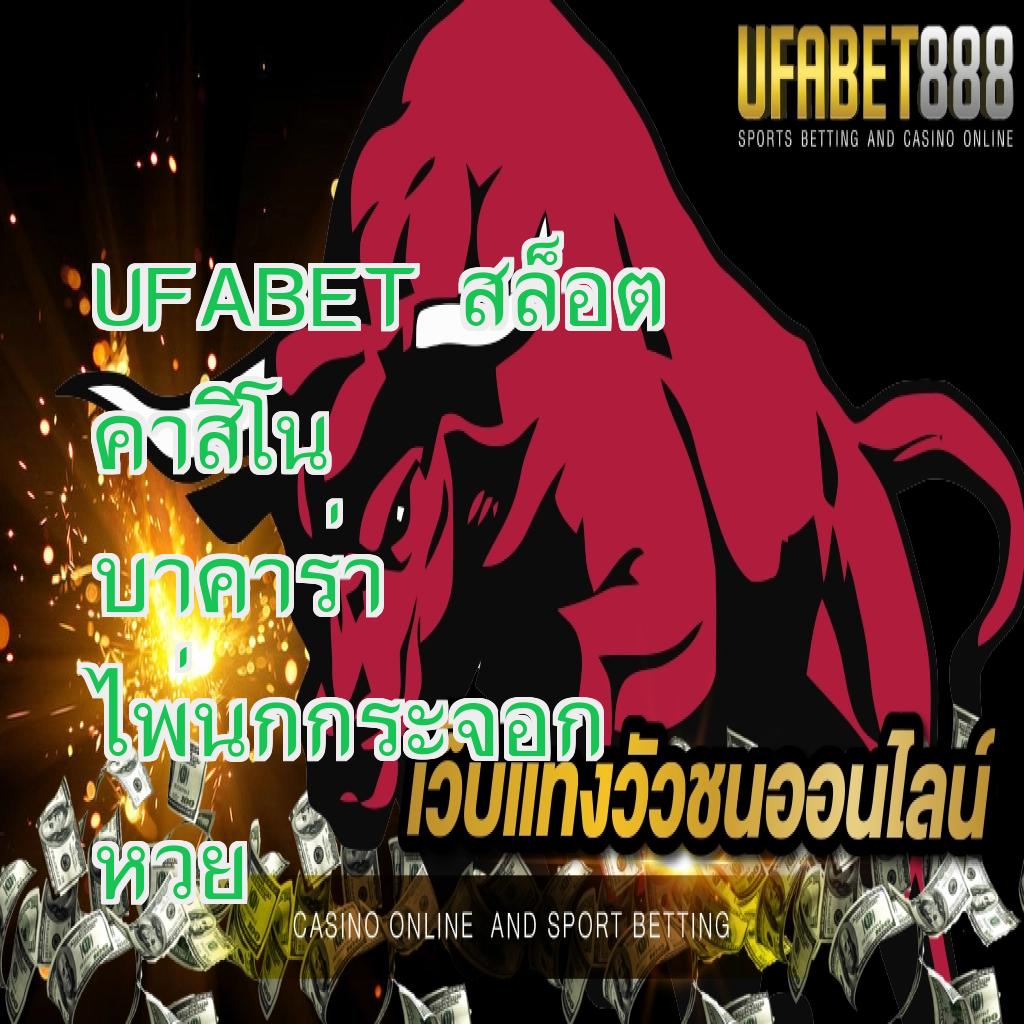 UFABET888
SPORTS BETTING AND CASINO ONLINE
UFABET สล็อต
คาสิโน
บาคาร่า
ไพ่นกกระจอก
หวย
เว็บแทงวัวชนออนไลน์
CASINO ONLINE AND SPORT BETTING